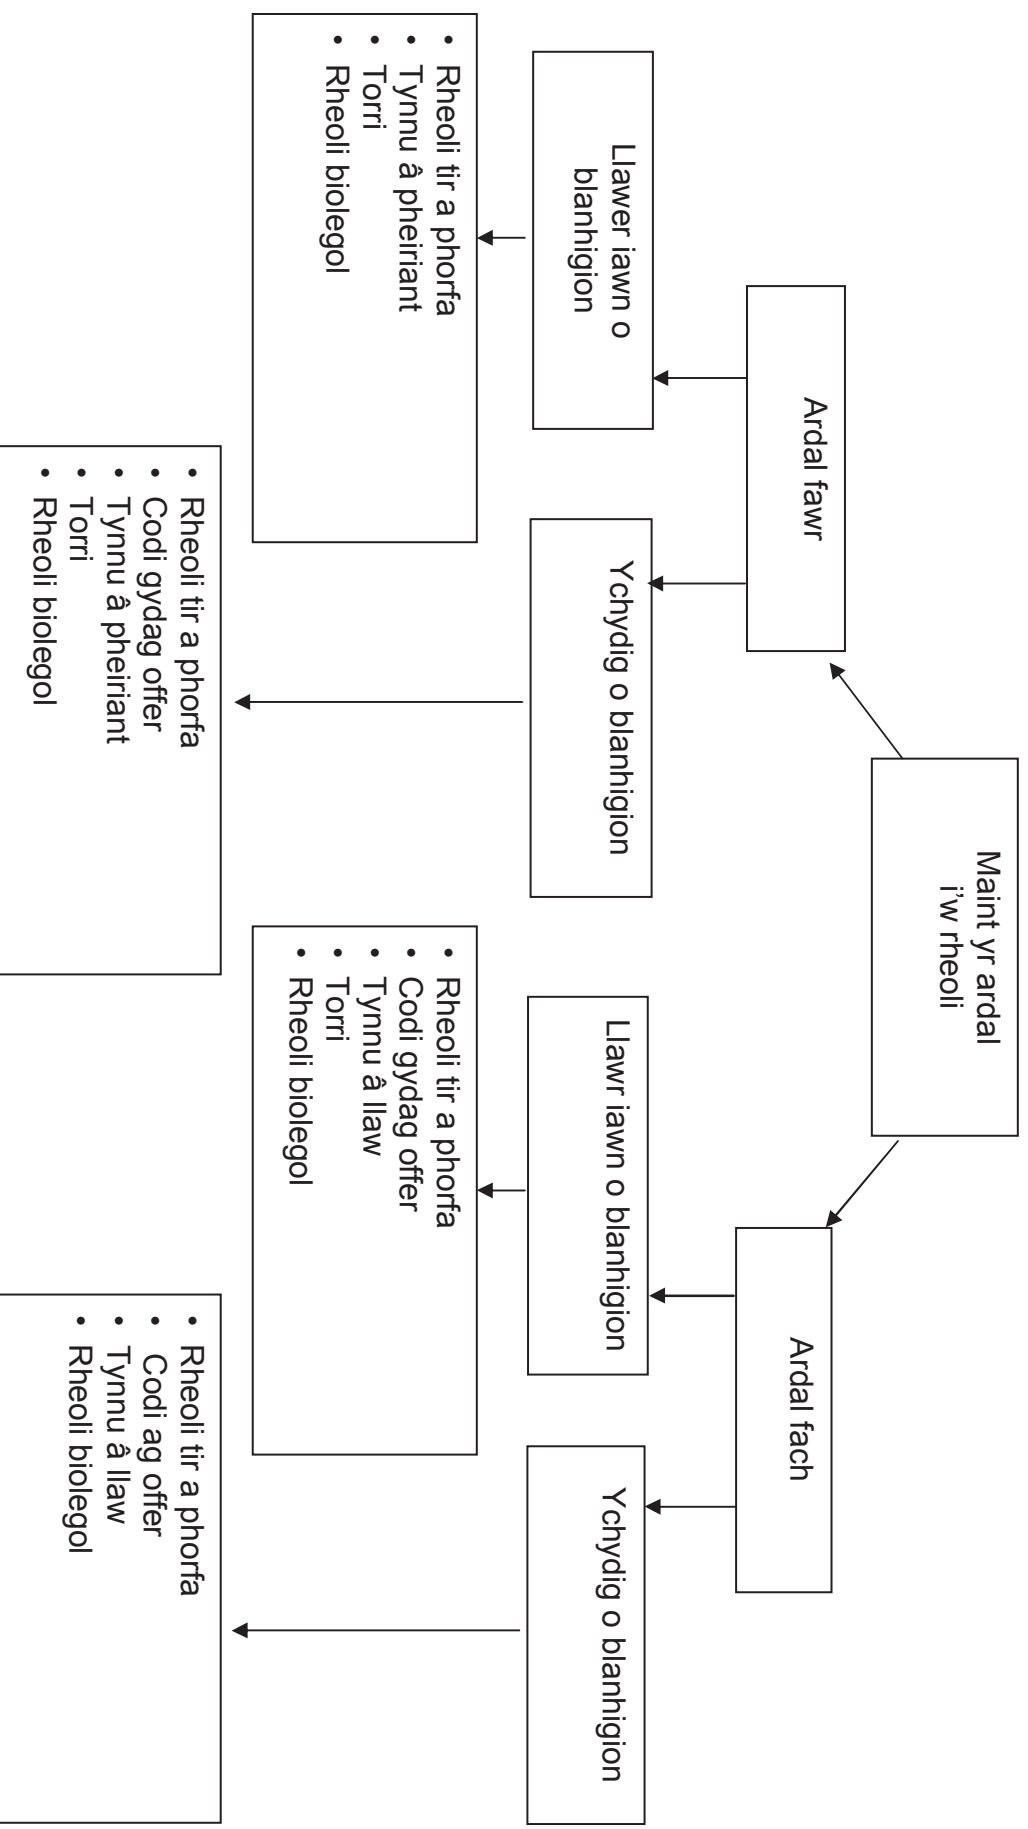 Maint yr ardal
i'w rheoli
Ardal fawr
Ardal fach
Llawer iawn o
blanhigion
Ychydig o blanhigion
Llawr iawn o blanhigion
Ychydig o blanhigion
• Rheoli tir a phorfa
• Tynnu â pheiriant
• Torri
• Rheoli biolegol
• Rheoli tir a phorfa
• Codi gydag offer
• Tynnu â llaw
• Torri
• Rheoli biolegol
• Rheoli tir a phorfa
• Codi gydag offer
• Tynnu â pheiriant
• Torri
• Rheoli biolegol
• Rheoli tir a phorfa
• Codi ag offer
• Tynnu â llaw
• Rheoli biolegol